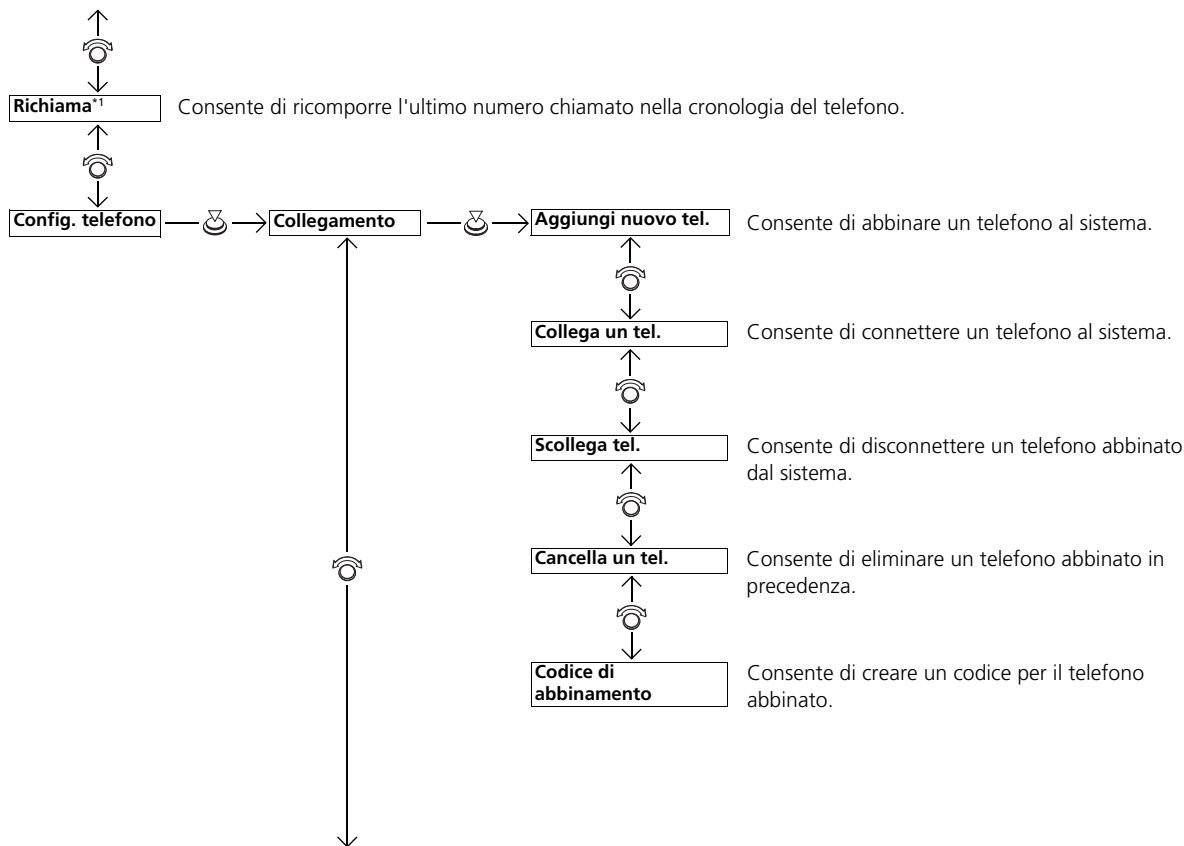 Richiama*1
Consente di ricomporre l'ultimo numero chiamato nella cronologia del telefono.
Config. telefono
Collegamento
Aggiungi nuovo tel.
Consente di abbinare un telefono al sistema.
Collega un tel.
Consente di connettere un telefono al sistema.
Scollega tel.
Consente di disconnettere un telefono abbinato
dal sistema.
Cancella un tel.
Consente di eliminare un telefono abbinato in
precedenza.
Codice di
abbinamento
Consente di creare un codice per il telefono
abbinato.